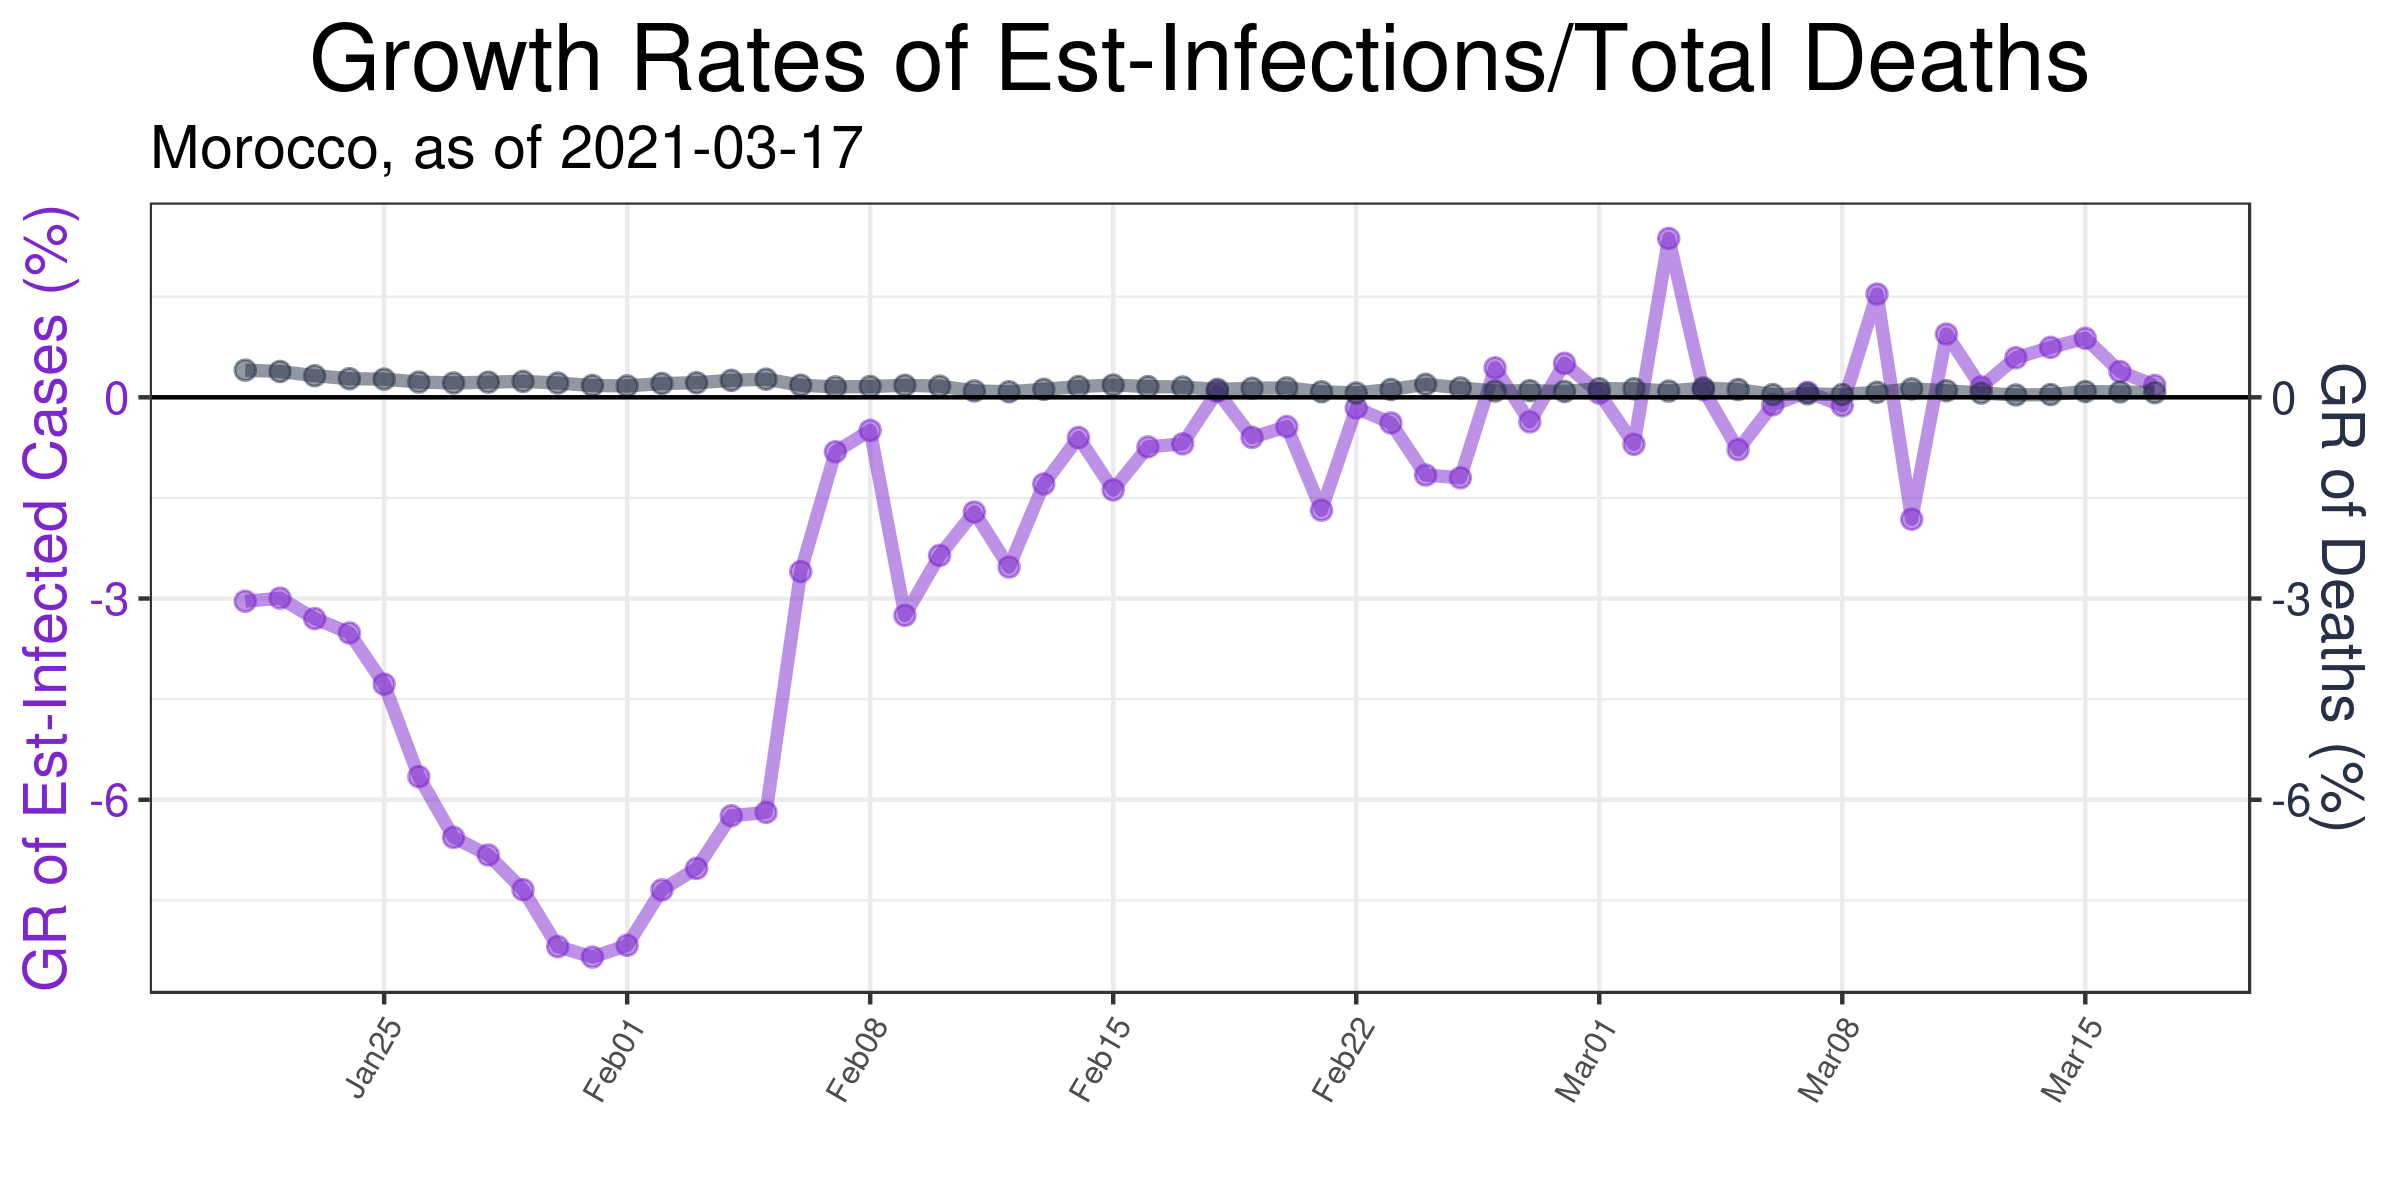 Growth Rates of Est-Infections/Total Deaths
Morocco, as of 2021-03-17
GR of Est-Infected Cases (%)
0
-3
-6
0
-3
-6
GR of Deaths (%)
Jan25
Feb01
Feb08
Feb15
Feb22
Mar01
Mar08
Mar15